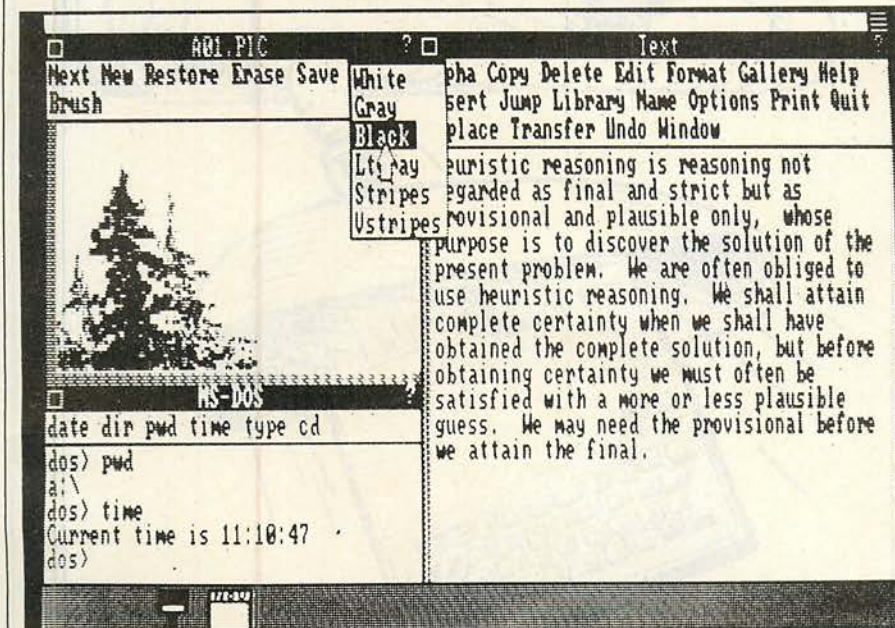 A01.PIC ?
Next New Restore Erase Save
Brush
White
Gray
Black
Stripes
Vstripes
Text ?
pha Copy Delete Edit Format Gallery Help
sert Jump Library Name Options Print Quit
place Transfer Undo Window
euristic reasoning is reasoning not
egarded as final and strict but as
rovisional and plausible only, whose
purpose is to discover the solution of the
present problem. We are often obliged to
use heuristic reasoning. We shall attain
complete certainty when we shall have
obtained the complete solution, but before
obtaining certainty we must often be
satisfied with a more or less plausible
guess. We may need the provisional before
we attain the final.
MS-DOS ?
date dir pwd time type cd
dos> pwd
a:\
dos> time
Current time is 11:10:47
dos>